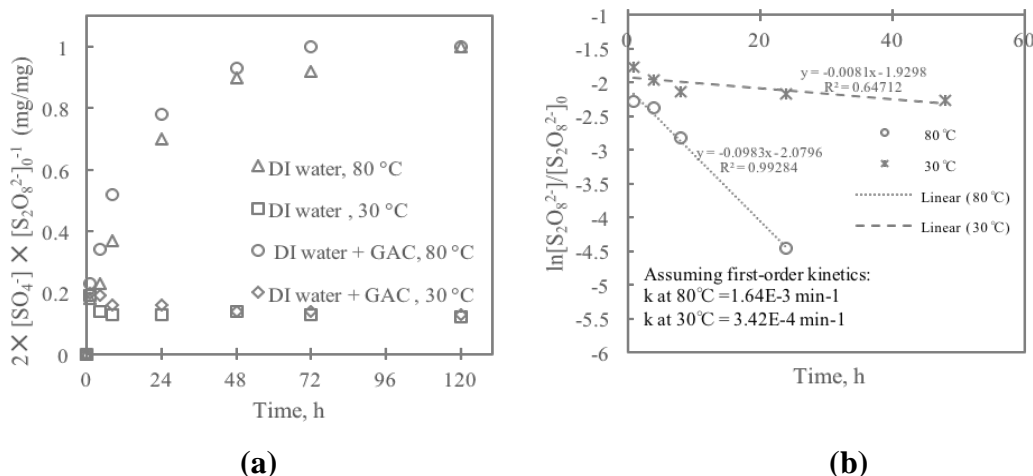 2✕ [SO₄⁻] ✕ [S₂O₈²⁻]₀⁻¹ (mg/mg)
1
0.8
0.6
0.4
0.2
0
0 24 48 72 96 120
Time, h
DI water, 80 °C
DI water , 30 °C
DI water + GAC, 80 °C
DI water + GAC , 30 °C
(a)
ln[S₂O₈²⁻]/[S₂O₈²⁻]₀
-1
-1.5
-2
-2.5
-3
-3.5
-4
-4.5
-5
-5.5
-6
0 20 40 60
y = -0.0081x - 1.9298
R² = 0.64712
y = -0.0983x - 2.0796
R² = 0.99284
80 ℃
30 ℃
Linear (80 ℃)
Linear (30 ℃)
Assuming first-order kinetics:
k at 80℃ =1.64E-3 min-1
k at 30℃ = 3.42E-4 min-1
Time, h
(b)